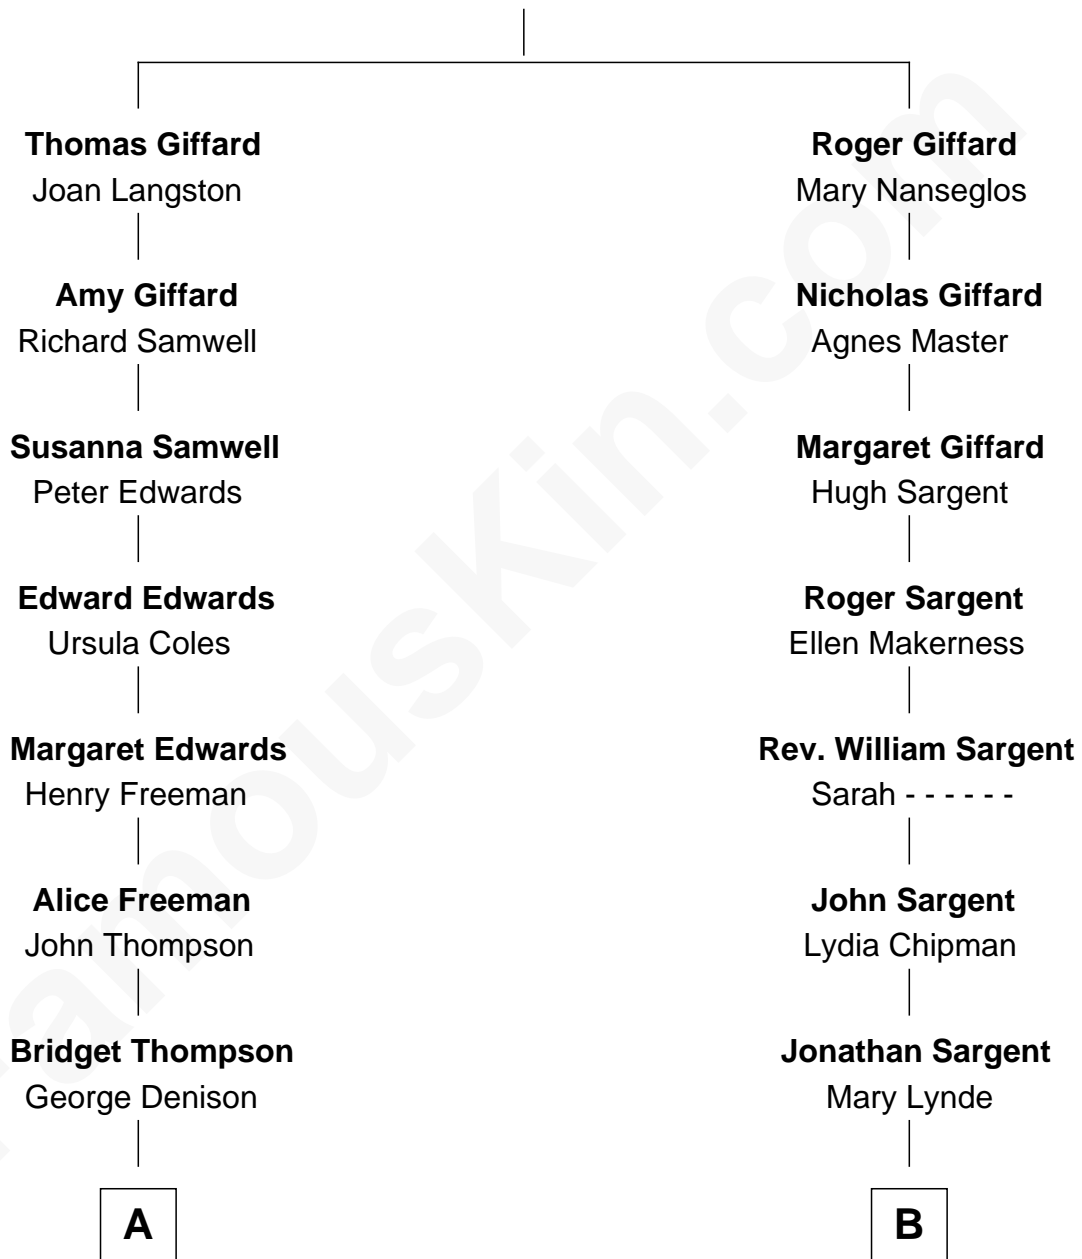 Thomas Giffard
Joan Langston
Amy Giffard
Richard Samwell
Susanna Samwell
Peter Edwards
Edward Edwards
Ursula Coles
Margaret Edwards
Henry Freeman
Alice Freeman
John Thompson
Bridget Thompson
George Denison
A
Roger Giffard
Mary Nanseglos
Nicholas Giffard
Agnes Master
Margaret Giffard
Hugh Sargent
Roger Sargent
Ellen Makerness
Rev. William Sargent
Sarah - - - - - -
John Sargent
Lydia Chipman
Jonathan Sargent
Mary Lynde
B
FamousKin.com